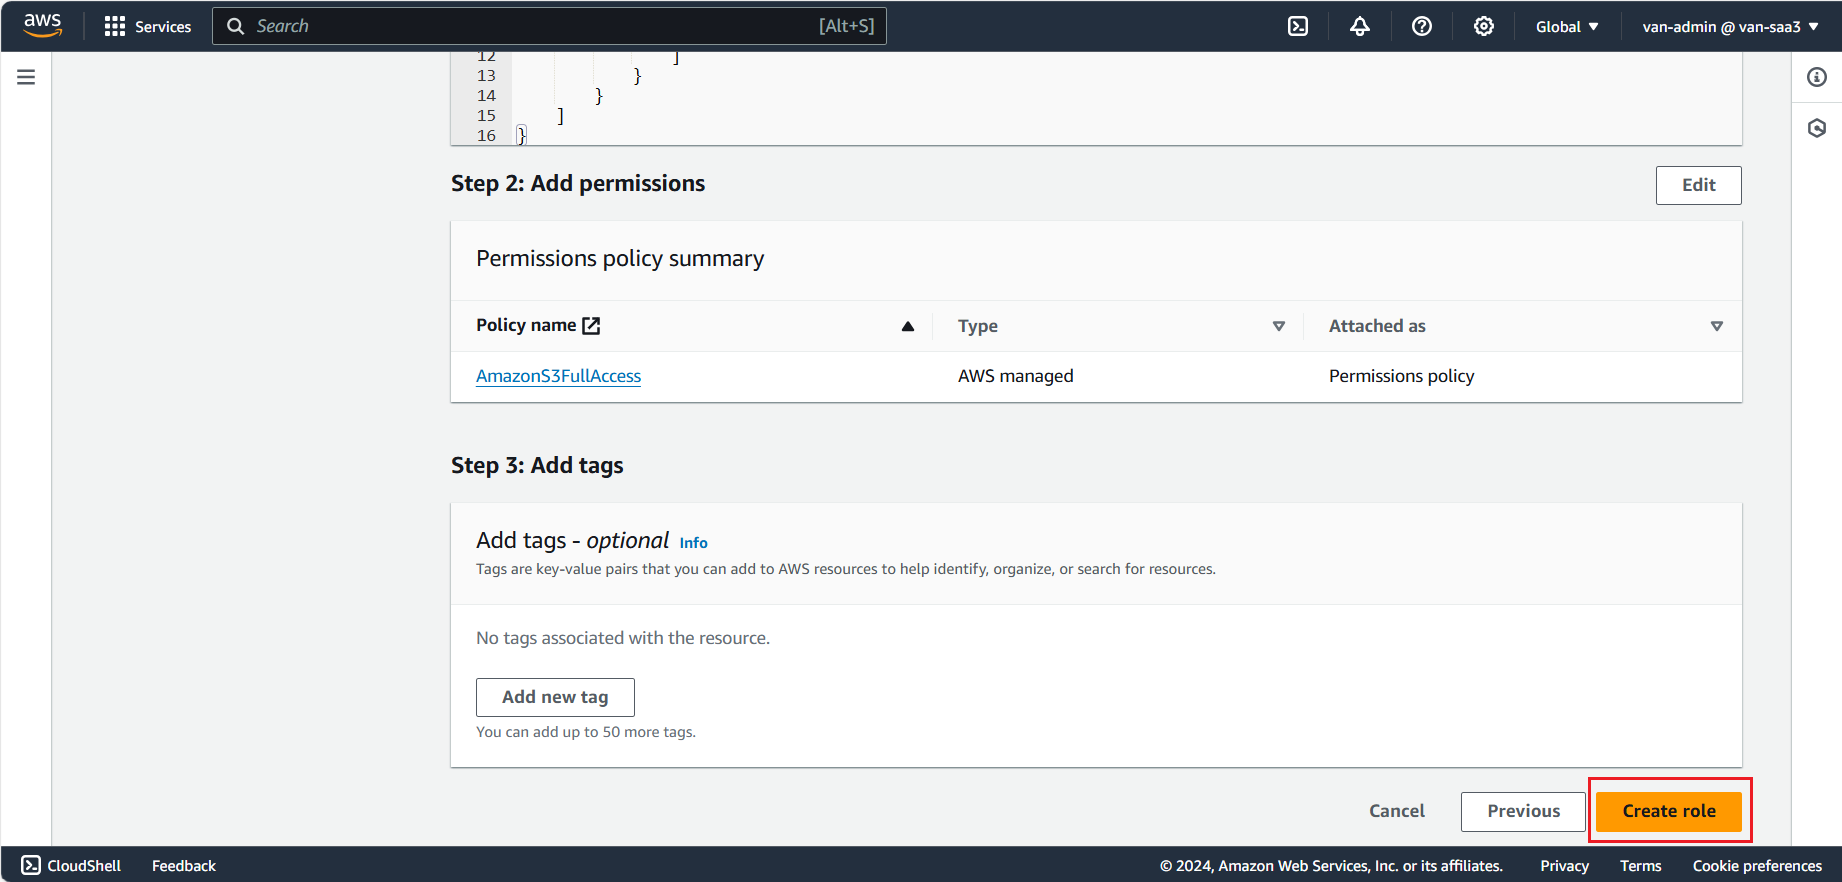 aws
Services
Search
[Alt+S]
Global
van-admin @ van-saa3
12 ]
13 }
14 }
15 ]
16 }
Step 2: Add permissions
Edit
Permissions policy summary
Policy name Type Attached as
AmazonS3FullAccess AWS managed Permissions policy
Step 3: Add tags
Add tags - optional Info
Tags are key-value pairs that you can add to AWS resources to help identify, organize, or search for resources.
No tags associated with the resource.
Add new tag
You can add up to 50 more tags.
Cancel Previous Create role
CloudShell Feedback © 2024, Amazon Web Services, Inc. or its affiliates. Privacy Terms Cookie preferences